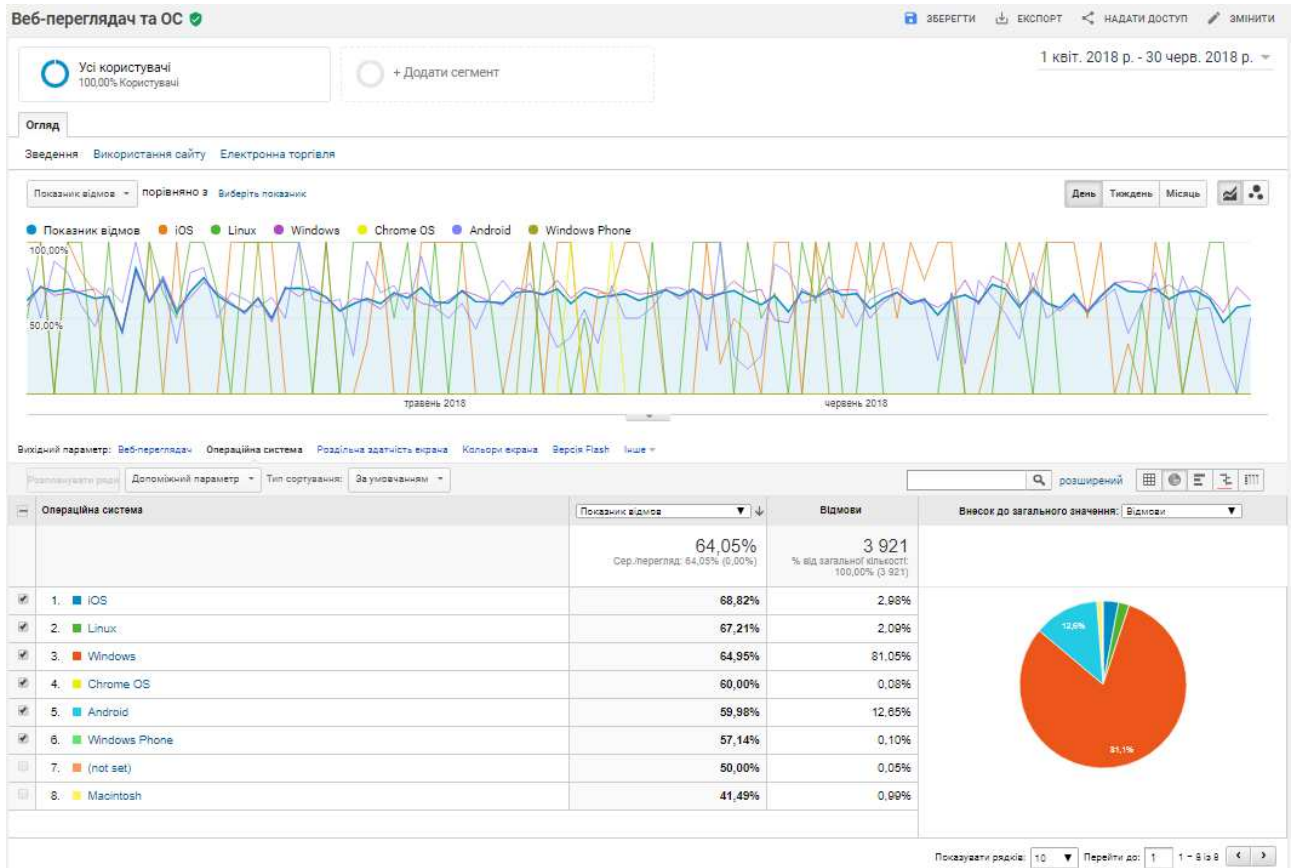 Веб-переглядач та ОС
ЗБЕРЕГТИ ЕКСПОРТ НАДАТИ ДОСТУП ЗМІНИТИ
Усі користувачі
100,00% Користувачі
+ Додати сегмент
1 квіт. 2018 р. - 30 черв. 2018 р.
Огляд
Зведення Використання сайту Електронна торгівля
Показник відмов порівняно з Виберіть показник
День Тиждень Місяць
Показник відмов iOS Linux Windows Chrome OS Android Windows Phone
100,00%
50,00%
травень 2018 червень 2018
Вихідний параметр: Веб-переглядач Операційна система Роздільна здатність екрана Кольори екрана Версія Flash Інше
Розпланувати ряди Допоміжний параметр Тип сортування: За умовчанням розширений
Операційна система Показник відмов Відмови Внесок до загального значення: Відмови
64,05% 3 921
Сер./перегляд: 64,05% (0,00%) % від загальної кількості:
100,00% (3 921)
1. iOS 68,82% 2,98%
2. Linux 67,21% 2,09%
3. Windows 64,95% 81,05%
4. Chrome OS 60,00% 0,08%
5. Android 59,98% 12,65%
6. Windows Phone 57,14% 0,10%
7. (not set) 50,00% 0,05%
8. Macintosh 41,49% 0,99%
12,6%
81,1%
Показувати рядків: 10 Перейти до: 1 1 – 8 із 8